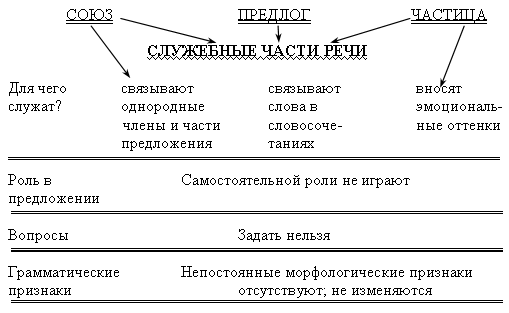 СОЮЗ ПРЕДЛОГ ЧАСТИЦА
СЛУЖЕБНЫЕ ЧАСТИ РЕЧИ
Для чего связывают связывают вносят
служат? однородные слова в эмоциональ-
члены и части словосоче- ные оттенки
предложения таниях
Роль в Самостоятельной роли не играют
предложении
Вопросы Задать нельзя
Грамматические Непостоянные морфологические признаки
признаки отсутствуют; не изменяются